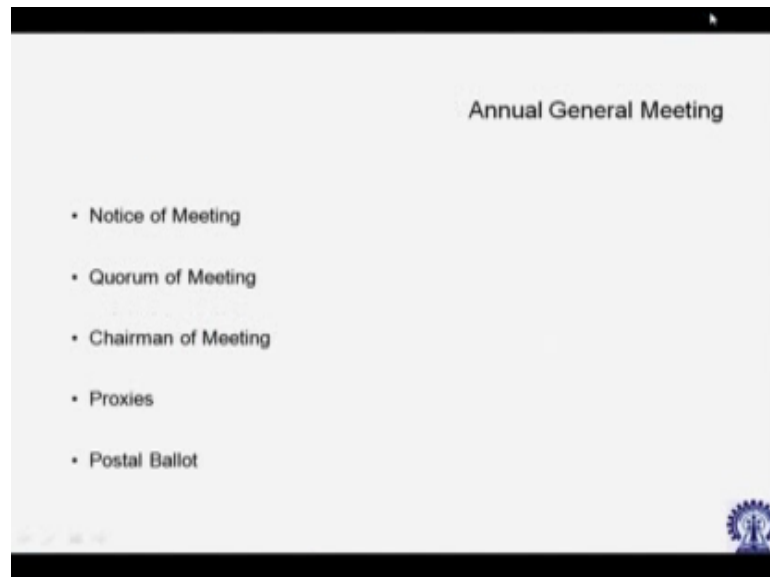 Annual General Meeting
• Notice of Meeting
• Quorum of Meeting
• Chairman of Meeting
• Proxies
• Postal Ballot